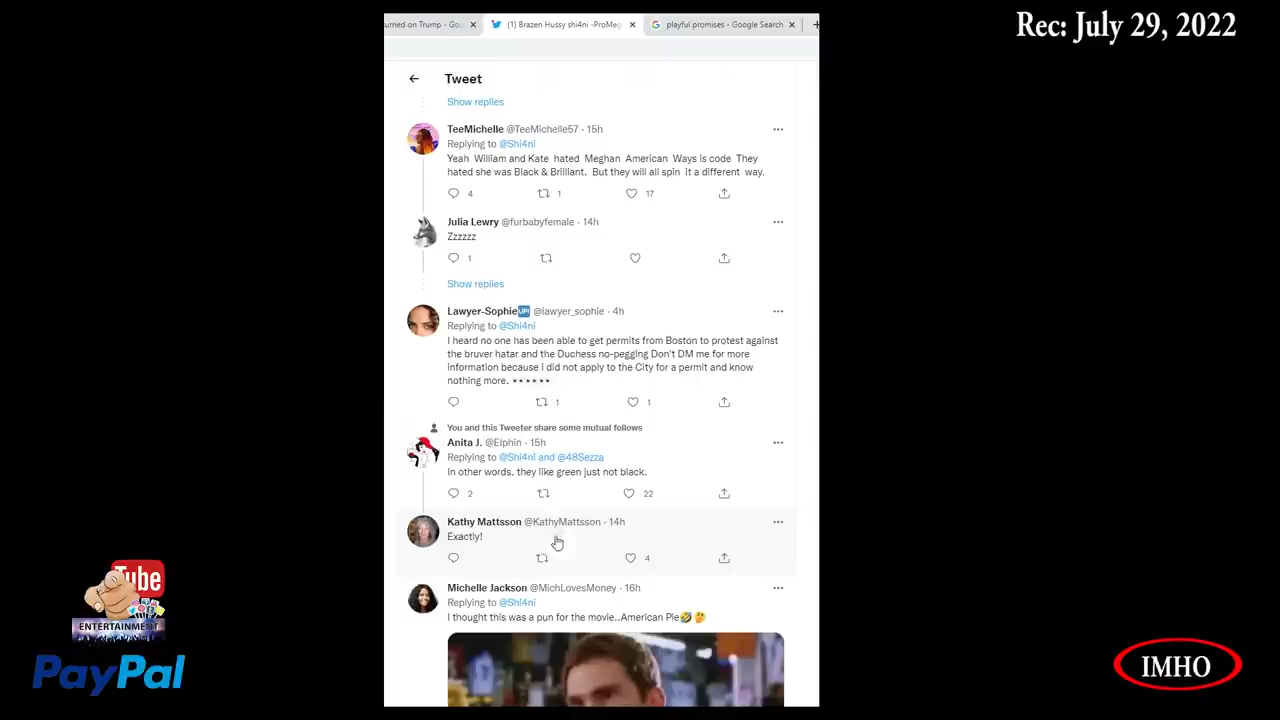 Rec: July 29, 2022
urned on Trump - Goo
(1) Brazen Hussy shi4ni -ProMeg
playful promises - Google Search
Tweet
Show replies
TeeMichelle @TeeMichelle57 · 15h
Replying to @Shi4ni
Yeah William and Kate hated Meghan American Ways is code They
hated she was Black & Brilliant. But they will all spin it a different way.
4 1 17
Julia Lewry @furbabyfemale · 14h
Zzzzzz
1
Show replies
Lawyer-Sophie UP! @lawyer_sophie · 4h
Replying to @Shi4ni
I heard no one has been able to get permits from Boston to protest against
the bruver hatar and the Duchess no-pegging Don't DM me for more
information because I did not apply to the City for a permit and know
nothing more.
1 1
You and this Tweeter share some mutual follows
Anita J. @Elphin · 15h
Replying to @Shi4ni and @48Sezza
In other words, they like green just not black.
2 22
Kathy Mattsson @KathyMattsson · 14h
Exactly!
4
Michelle Jackson @MichLovesMoney · 16h
Replying to @Shi4ni
I thought this was a pun for the movie..American Pie
Tube
ENTERTAINMENT
PayPal
IMHO